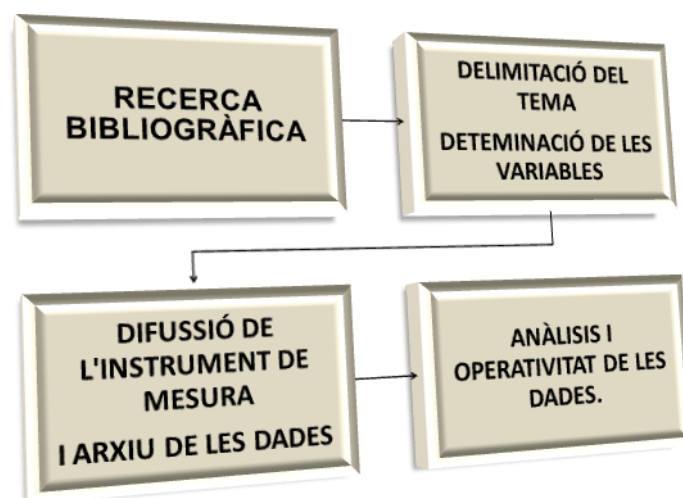 RECERCA
BIBLIOGRÀFICA
DELIMITACIÓ DEL
TEMA
DETEMINACIÓ DE LES
VARIABLES
DIFUSSIÓ DE
L'INSTRUMENT DE
MESURA
I ARXIU DE LES DADES
ANÀLISIS I
OPERATIVITAT DE LES
DADES.